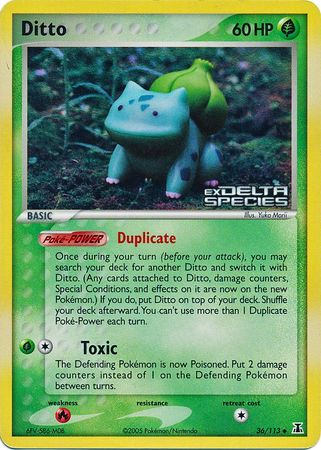 Ditto
60 HP
exDELTA
SPECIES
BASIC
Illus. Yuka Morii
Poké-POWER Duplicate
Once during your turn (before your attack), you may
search your deck for another Ditto and switch it with
Ditto. (Any cards attached to Ditto, damage counters,
Special Conditions, and effects on it are now on the new
Pokémon.) If you do, put Ditto on top of your deck. Shuffle
your deck afterward. You can't use more than 1 Duplicate
Poké-Power each turn.
Toxic
The Defending Pokémon is now Poisoned. Put 2 damage
counters instead of 1 on the Defending Pokémon
between turns.
weakness resistance retreat cost
©2005 Pokémon/Nintendo 36/113